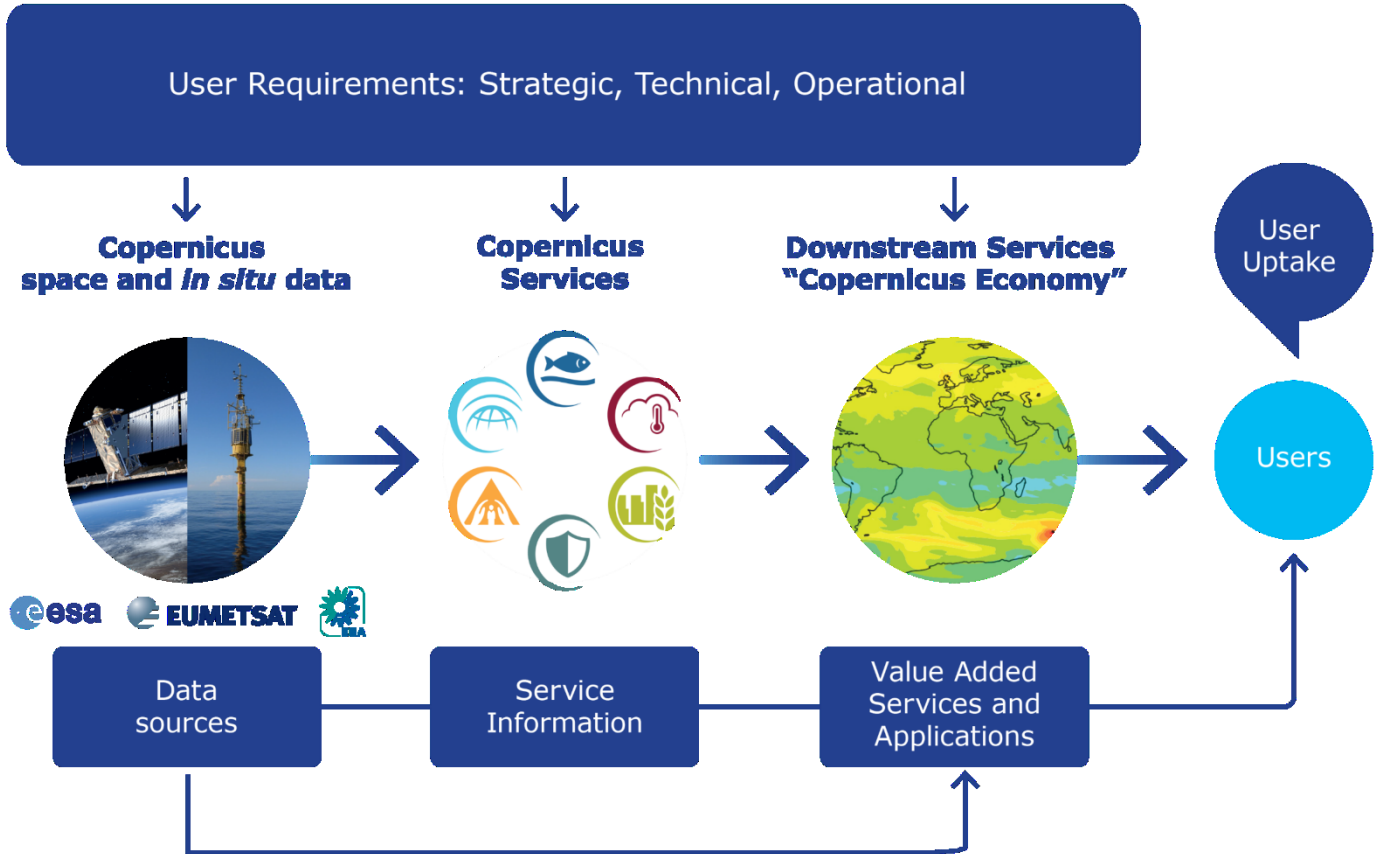 User Requirements: Strategic, Technical, Operational
Copernicus
space and in situ data
Copernicus
Services
Downstream Services
“Copernicus Economy”
User
Uptake
Users
esa
EUMETSAT
EEA
Data
sources
Service
Information
Value Added
Services and
Applications